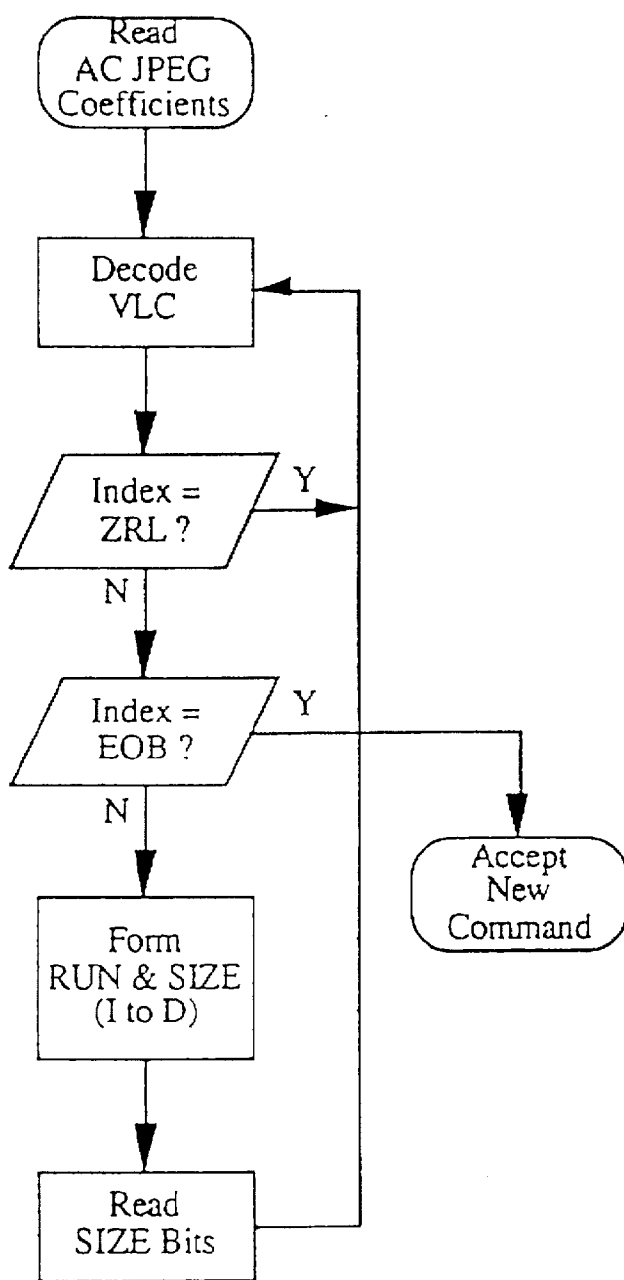 Read
AC JPEG
Coefficients
Decode
VLC
Index =
ZRL ?
Y
N
Index =
EOB ?
Y
N
Accept
New
Command
Form
RUN & SIZE
(I to D)
Read
SIZE Bits